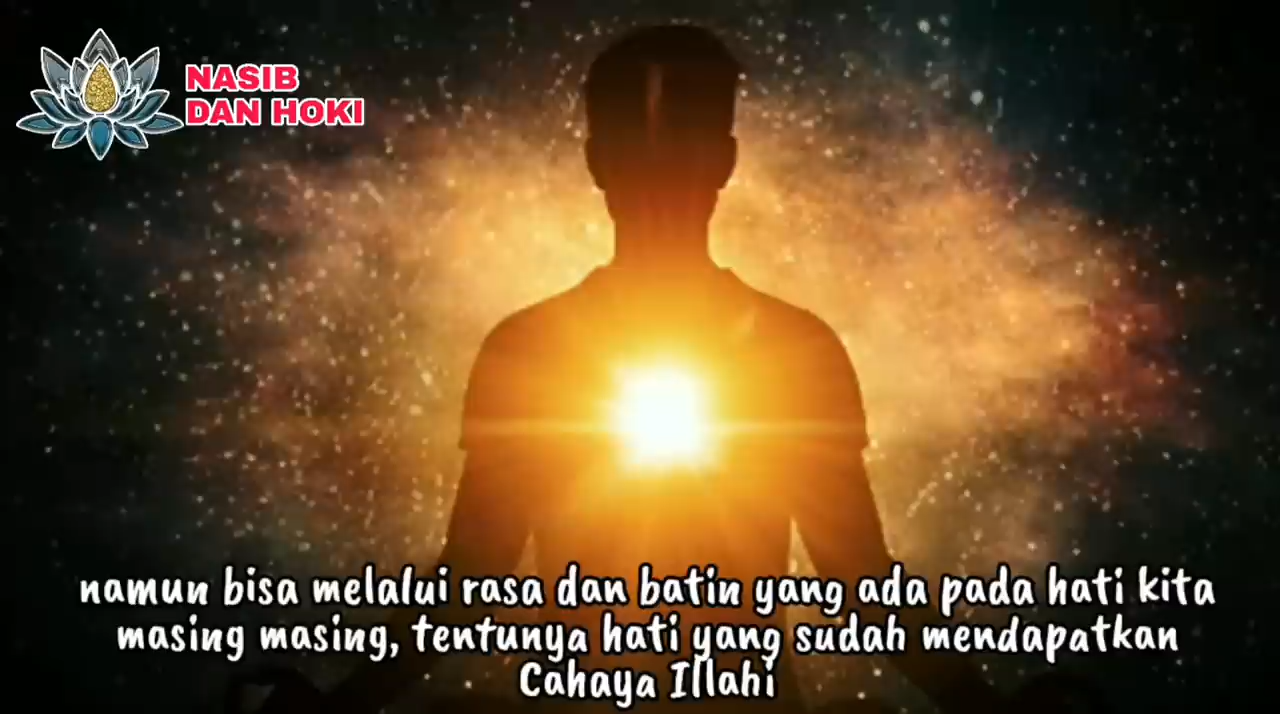 NASIB
DAN HOKI
namun bisa melalui rasa dan batin yang ada pada hati kita
masing masing, tentunya hati yang sudah mendapatkan
Cahaya Illahi